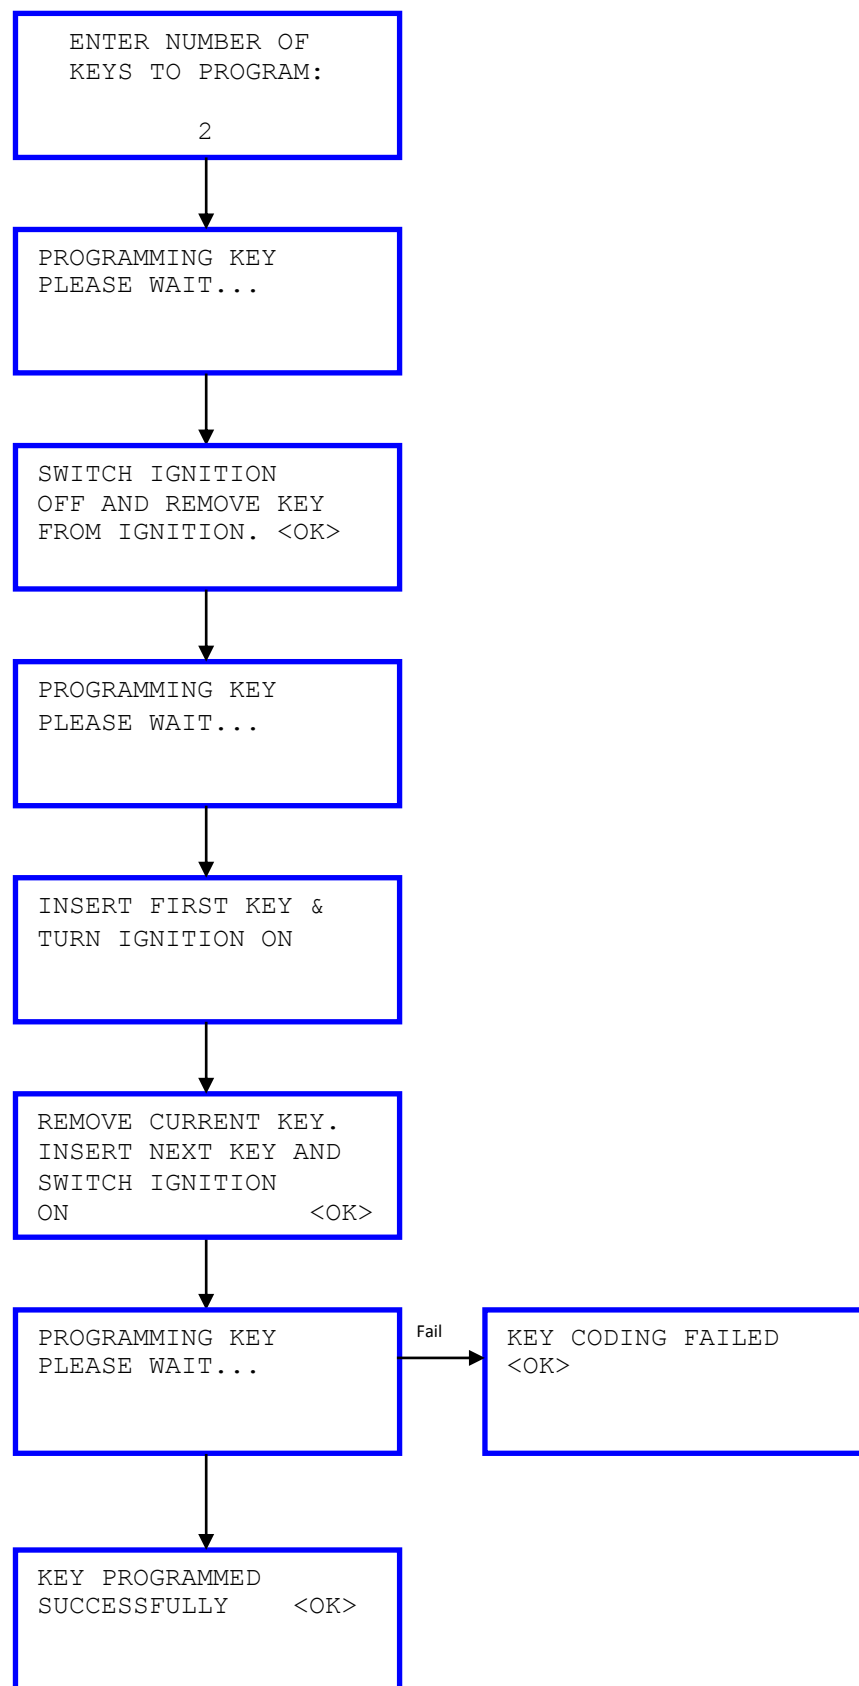 ENTER NUMBER OF
KEYS TO PROGRAM:
2
PROGRAMMING KEY
PLEASE WAIT...
SWITCH IGNITION
OFF AND REMOVE KEY
FROM IGNITION. <OK>
PROGRAMMING KEY
PLEASE WAIT...
INSERT FIRST KEY &
TURN IGNITION ON
REMOVE CURRENT KEY.
INSERT NEXT KEY AND
SWITCH IGNITION
ON <OK>
PROGRAMMING KEY
PLEASE WAIT...
Fail
KEY CODING FAILED
<OK>
KEY PROGRAMMED
SUCCESSFULLY <OK>